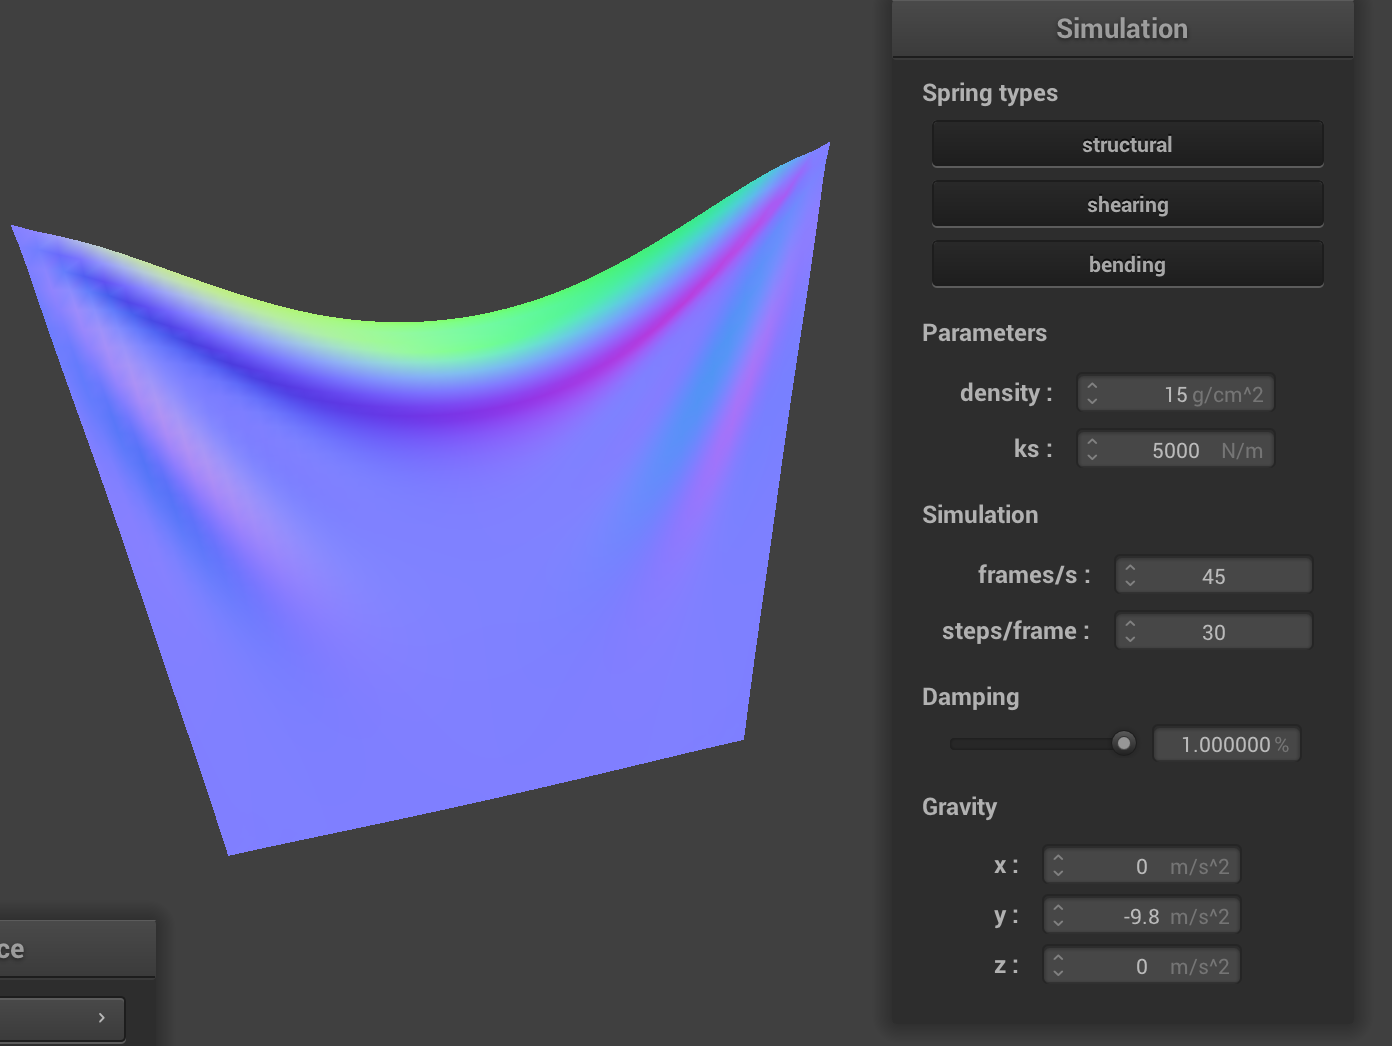 Simulation
Spring types
structural
shearing
bending
Parameters
density : 15 g/cm^2
ks : 5000 N/m
Simulation
frames/s : 45
steps/frame : 30
Damping
1.000000 %
Gravity
x : 0 m/s^2
y : -9.8 m/s^2
z : 0 m/s^2
ce